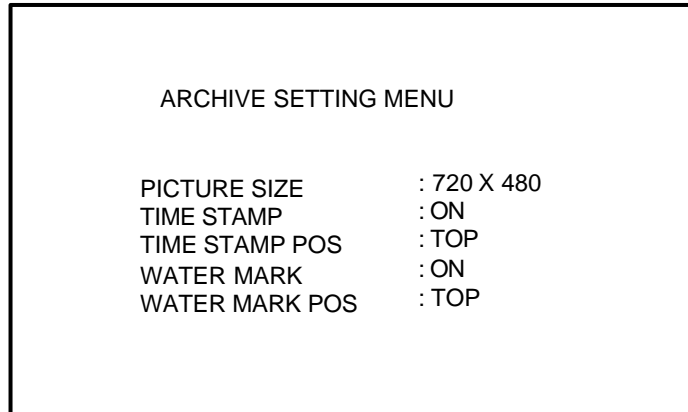 ARCHIVE SETTING MENU
PICTURE SIZE : 720 X 480
TIME STAMP : ON
TIME STAMP POS : TOP
WATER MARK : ON
WATER MARK POS : TOP